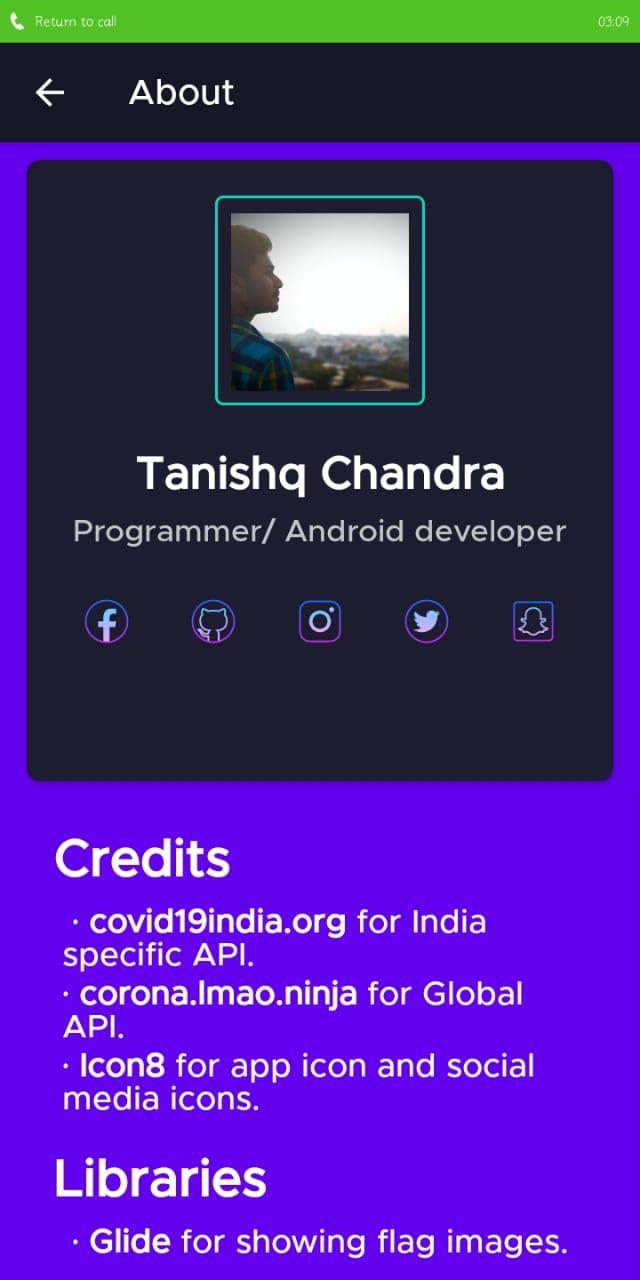 Return to call 03:09
About
Tanishq Chandra
Programmer/ Android developer
Credits
· covid19india.org for India
specific API.
· corona.lmao.ninja for Global
API.
· Icon8 for app icon and social
media icons.
Libraries
· Glide for showing flag images.